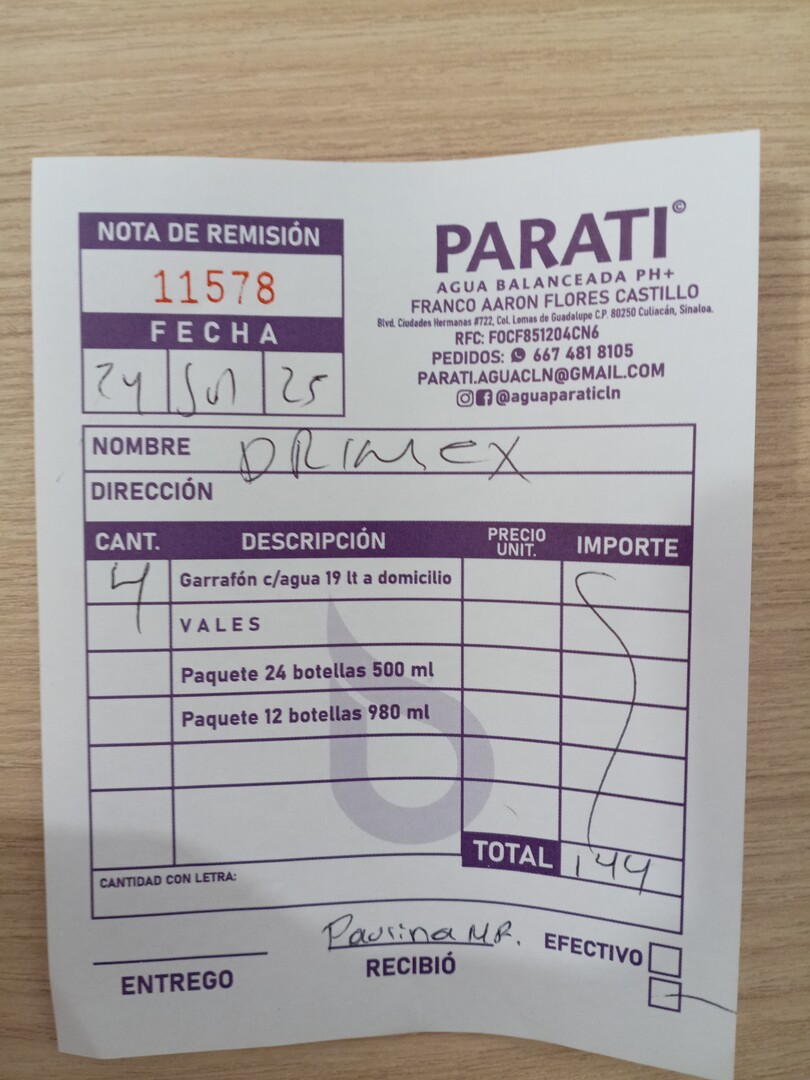 NOTA DE REMISIÓN
11578
FECHA
24 Jul 25
PARATI©
AGUA BALANCEADA PH+
FRANCO AARON FLORES CASTILLO
Blvd. Ciudades Hermanas #722, Col. Lomas de Guadalupe C.P. 80250 Culiacán, Sinaloa.
RFC: FOCF851204CN6
PEDIDOS: 667 481 8105
PARATI.AGUACLN@GMAIL.COM
@aguaparaticln
NOMBRE DRIMEX
DIRECCIÓN
CANT. DESCRIPCIÓN PRECIO UNIT. IMPORTE
4 Garrafón c/agua 19 lt a domicilio
VALES
Paquete 24 botellas 500 ml
Paquete 12 botellas 980 ml
TOTAL 144
CANTIDAD CON LETRA:
Paurina M.R.
ENTREGO RECIBIÓ EFECTIVO